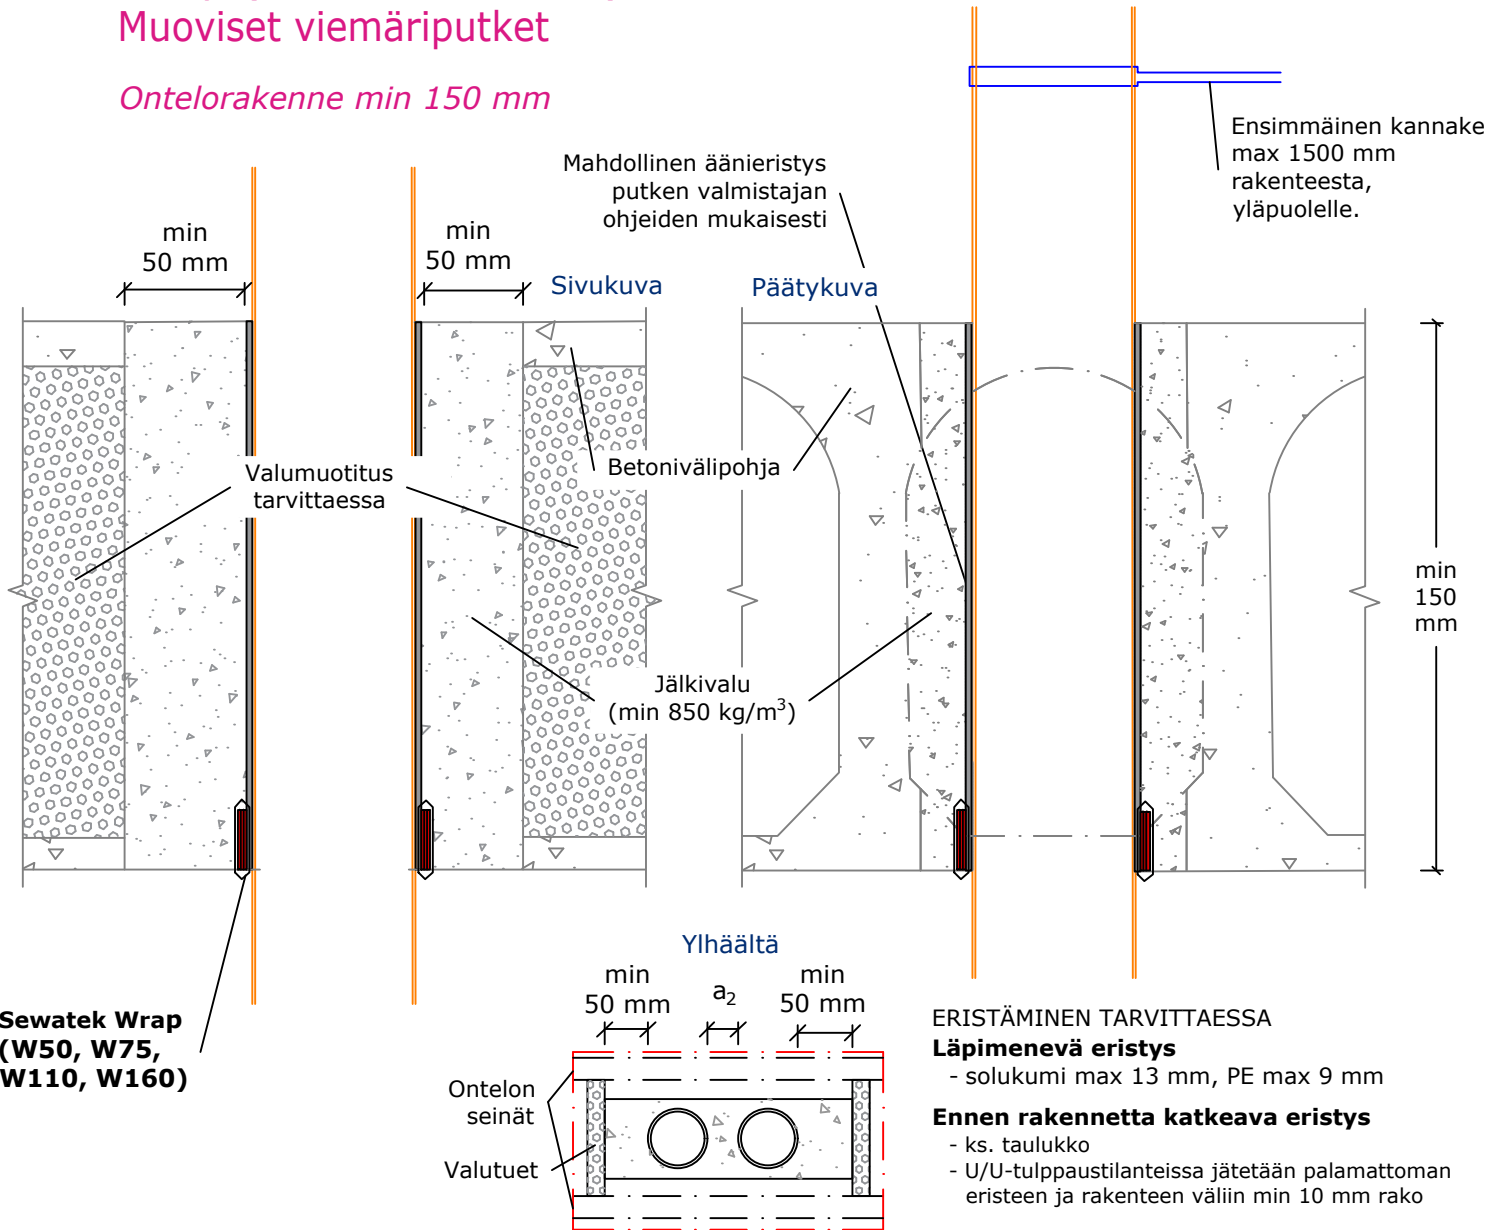 Muoviset viemäriputket
Ontelorakenne min 150 mm
Ensimmäinen kannake
max 1500 mm
rakenteesta,
yläpuolelle.
Mahdollinen äänieristys
putken valmistajan
ohjeiden mukaisesti
min
50 mm
min
50 mm
Sivukuva
Päätykuva
Valumuotitus
tarvittaessa
Betonivälipohja
min
150
mm
Jälkivalu
(min 850 kg/m³)
Ylhäältä
min
50 mm
a₂
min
50 mm
Sewatek Wrap
(W50, W75,
W110, W160)
Ontelon
seinät
Valutuet
ERISTÄMINEN TARVITTAESSA
Läpimenevä eristys
- solukumi max 13 mm, PE max 9 mm
Ennen rakennetta katkeava eristys
- ks. taulukko
- U/U-tulppaustilanteissa jätetään palamattoman
eristeen ja rakenteen väliin min 10 mm rako